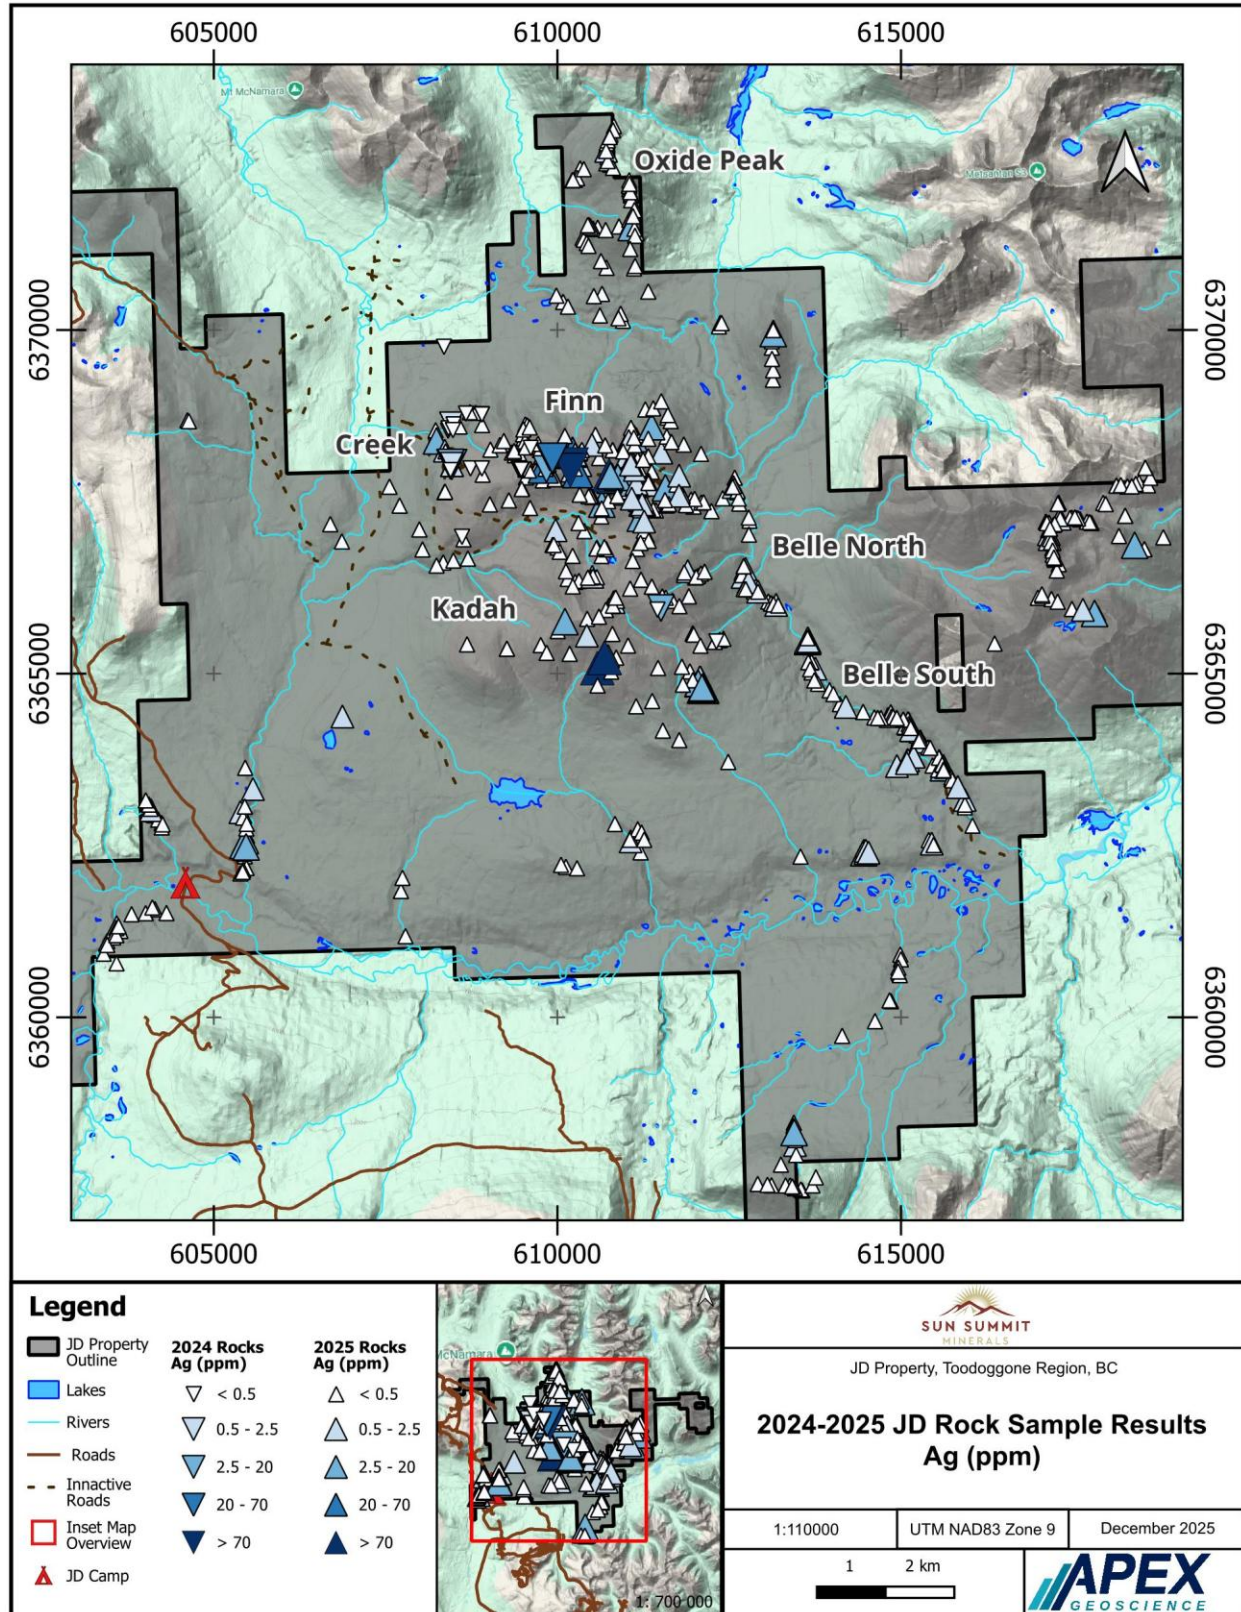 605000
610000
615000
Mt McNamara
Oxide Peak
Metsantan S3
6370000
6370000
Finn
Creek
Belle North
Kadah
6365000
Belle South
6365000
6360000
6360000
605000
610000
615000
Legend
JD Property
Outline
Lakes
Rivers
Roads
Innactive
Roads
Inset Map
Overview
JD Camp
2024 Rocks
Ag (ppm)
< 0.5
0.5 - 2.5
2.5 - 20
20 - 70
> 70
2025 Rocks
Ag (ppm)
< 0.5
0.5 - 2.5
2.5 - 20
20 - 70
> 70
McNamara
1: 700 000
SUN SUMMIT
MINERALS
JD Property, Toodoggone Region, BC
2024-2025 JD Rock Sample Results
Ag (ppm)
1:110000
UTM NAD83 Zone 9
December 2025
1 2 km
APEX
GEOSCIENCE